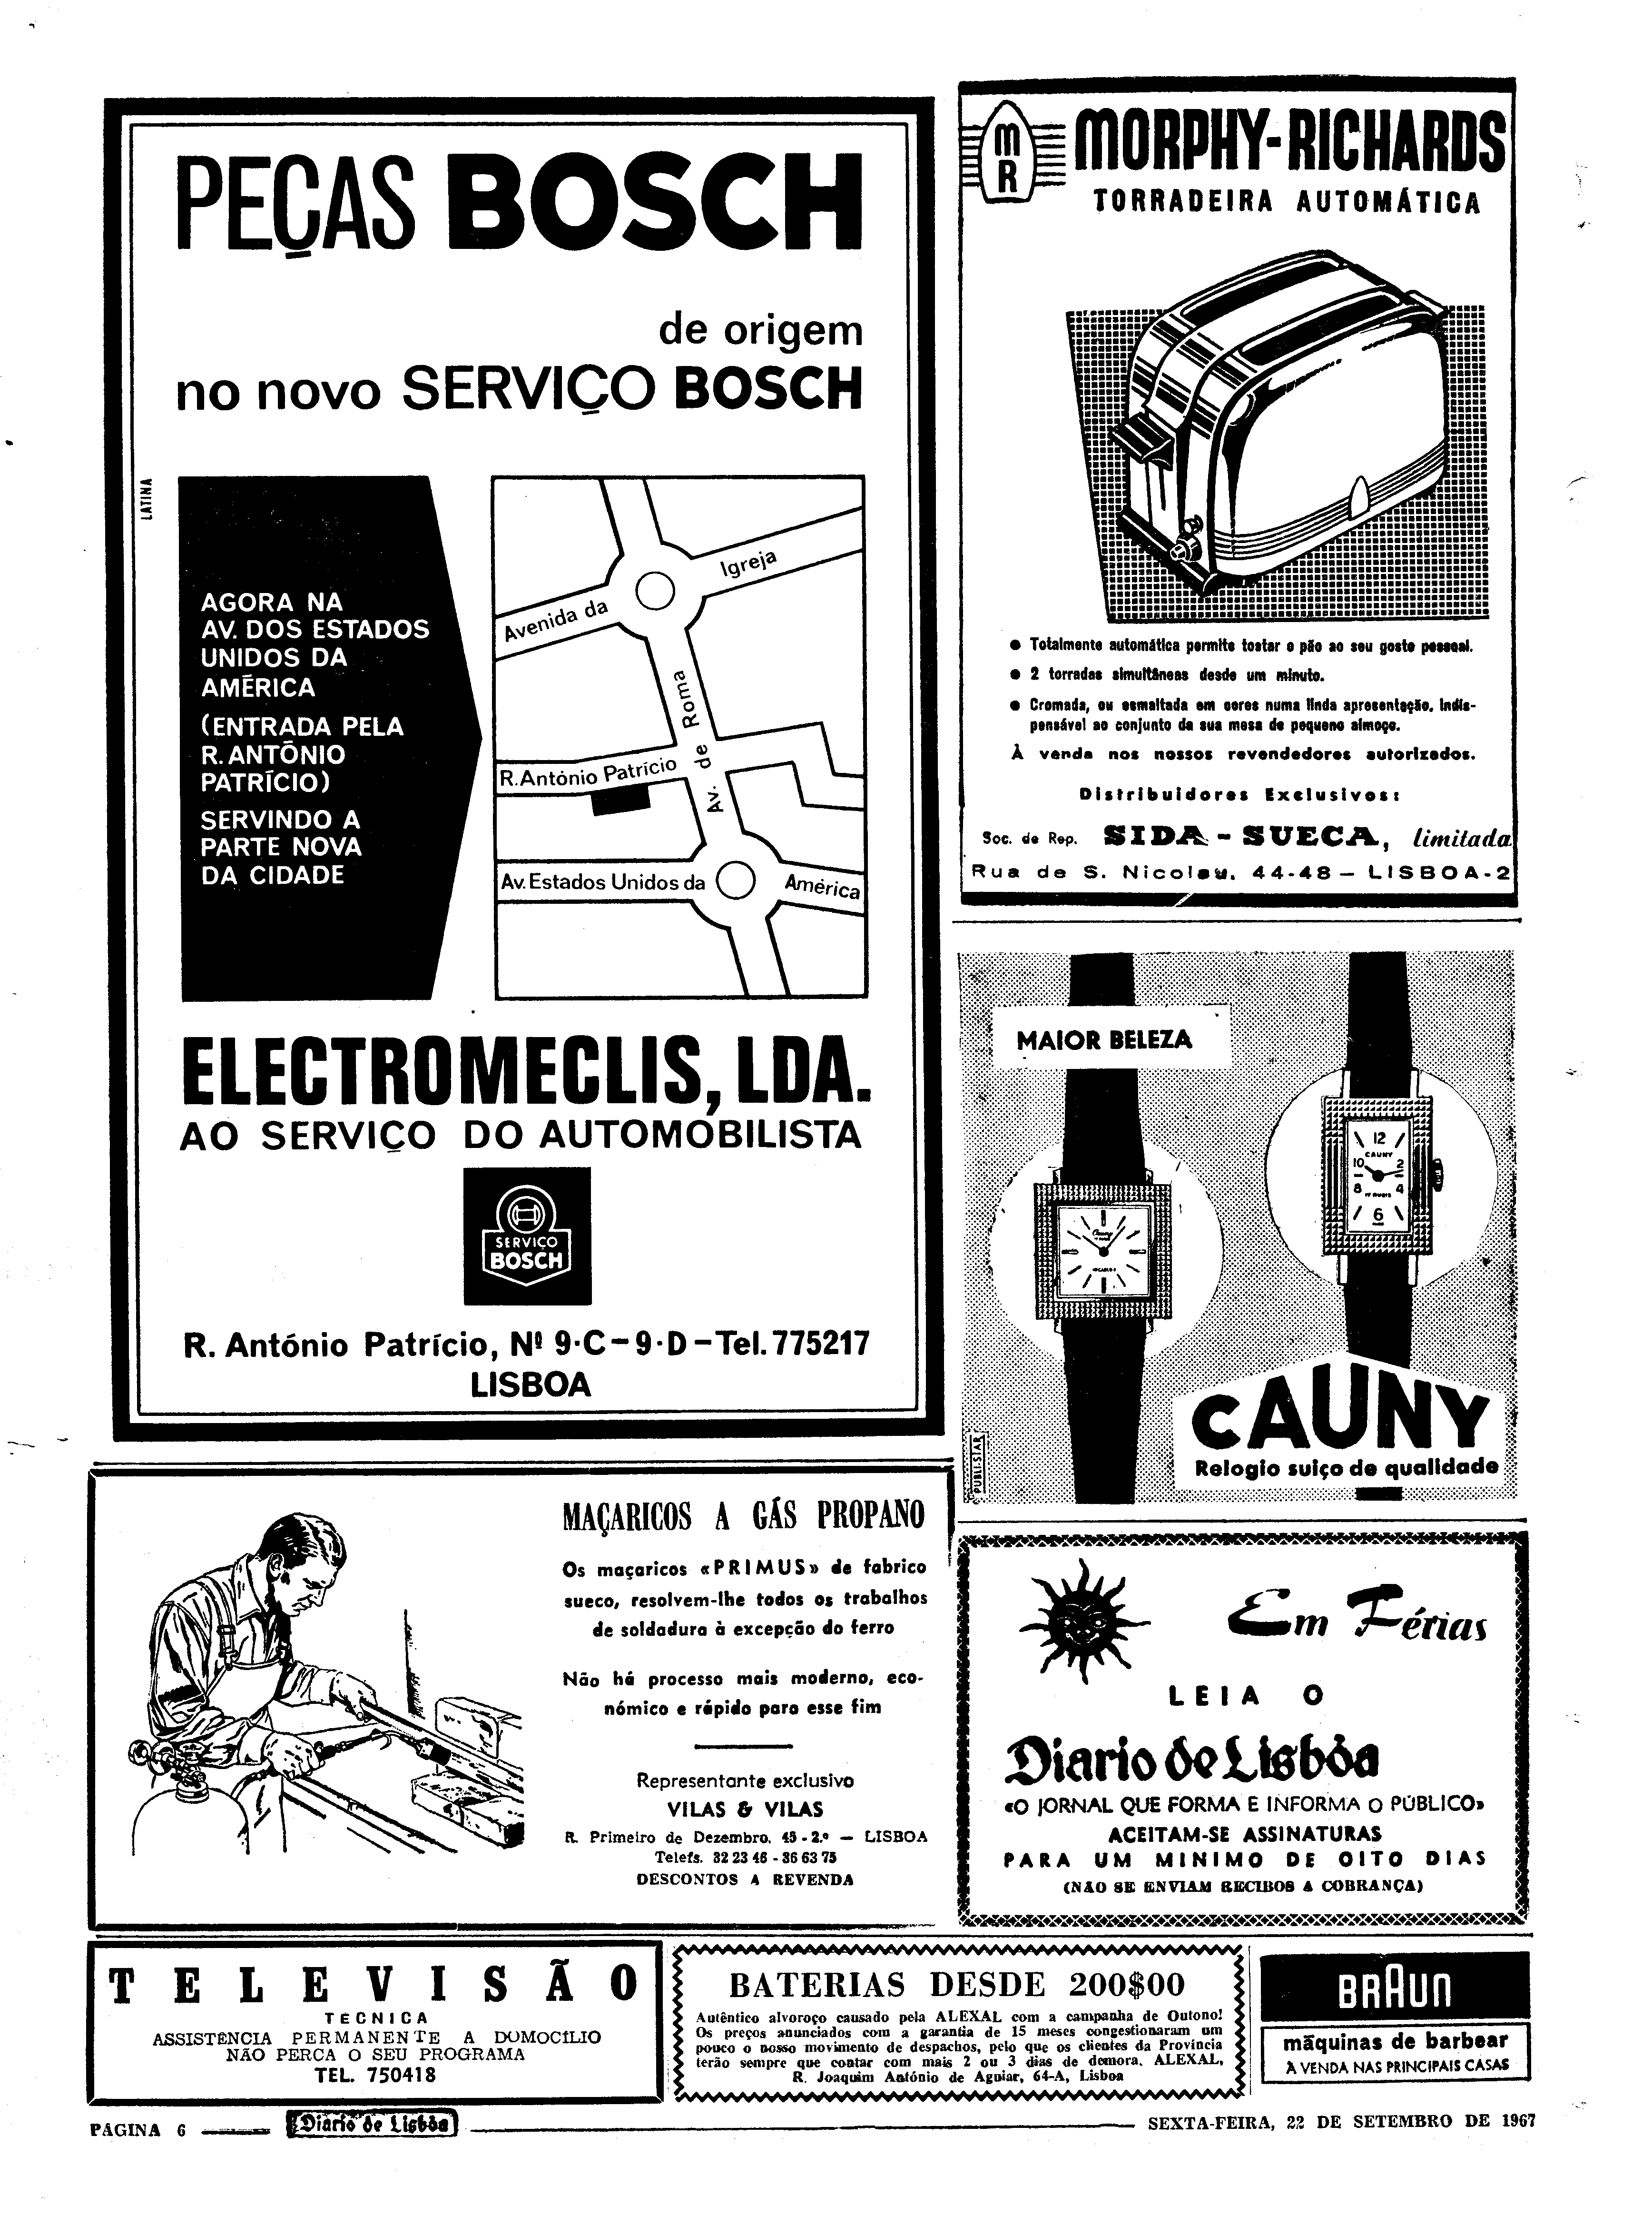 PEÇAS BOSCH
de origem
no novo SERVIÇO BOSCH
LATINA
AGORA NA
AV. DOS ESTADOS
UNIDOS DA
AMÉRICA
(ENTRADA PELA
R. ANTÓNIO
PATRÍCIO)
SERVINDO A
PARTE NOVA
DA CIDADE
Avenida da Igreja
Av. de Roma
R. António Patrício
Av. Estados Unidos da América
ELECTROMECLIS, LDA.
AO SERVIÇO DO AUTOMOBILISTA
SERVIÇO
BOSCH
R. António Patrício, Nº 9·C – 9·D – Tel. 775217
LISBOA
MR
MORPHY-RICHARDS
TORRADEIRA AUTOMÁTICA
● Totalmente automática permite tostar o pão ao seu gosto pessoal.
● 2 torradas simultâneas desde um minuto.
● Cromada, ou esmaltada em cores numa linda apresentação. Indis-
pensável ao conjunto da sua mesa de pequeno almoço.
À venda nos nossos revendedores autorizados.
Distribuidores Exclusivos:
Soc. de Rep. SIDA - SUECA, limitada
Rua de S. Nicolau, 44-48 — LISBOA-2
MAIOR BELEZA
12
CAUNY
10 2
8 4
17 RUBIS
6
Cauny
CAUNY
Relogio suiço de qualidade
PUBLI-STAR
MAÇARICOS A GÁS PROPANO
Os maçaricos «PRIMUS» de fabrico
sueco, resolvem-lhe todos os trabalhos
de soldadura à excepção do ferro
Não há processo mais moderno, eco-
nómico e rápido para esse fim
Representante exclusivo
VILAS & VILAS
R. Primeiro de Dezembro, 45 - 2.º — LISBOA
Telefs. 32 23 46 - 36 63 75
DESCONTOS A REVENDA
Em Férias
LEIA O
Diario de Lisbôa
«O JORNAL QUE FORMA E INFORMA O PÚBLICO»
ACEITAM-SE ASSINATURAS
PARA UM MINIMO DE OITO DIAS
(NÃO SE ENVIAM RECIBOS A COBRANÇA)
TELEVISÃO
TECNICA
ASSISTÊNCIA PERMANENTE A DOMOCÍLIO
NÃO PERCA O SEU PROGRAMA
TEL. 750418
BATERIAS DESDE 200$00
Autêntico alvoroço causado pela ALEXAL com a campanha de Outono!
Os preços anunciados com a garantia de 15 meses congestionaram um
pouco o nosso movimento de despachos, pelo que os clientes da Província
terão sempre que contar com mais 2 ou 3 dias de demora. ALEXAL,
R. Joaquim António de Aguiar, 64-A, Lisboa
BRAUN
máquinas de barbear
À VENDA NAS PRINCIPAIS CASAS
PAGINA 6
Diario de Lisbôa
SEXTA-FEIRA, 22 DE SETEMBRO DE 1967